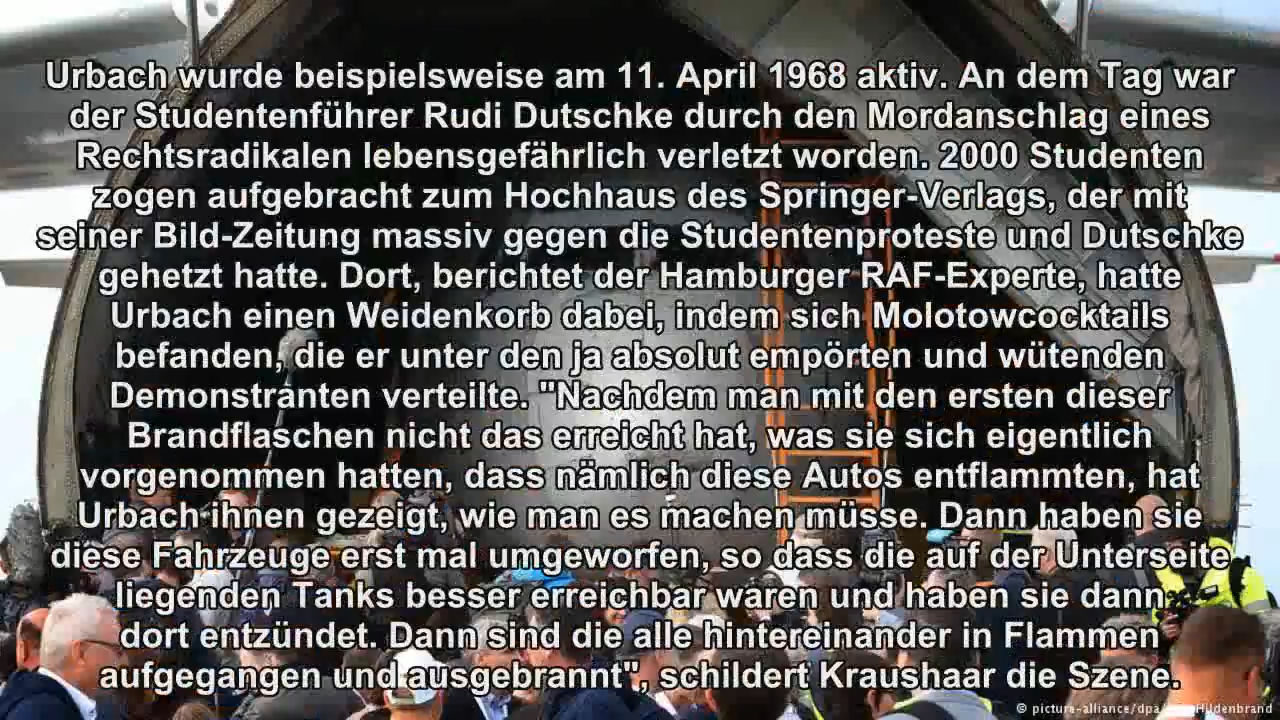 Urbach wurde beispielsweise am 11. April 1968 aktiv. An dem Tag war
der Studentenführer Rudi Dutschke durch den Mordanschlag eines
Rechtsradikalen lebensgefährlich verletzt worden. 2000 Studenten
zogen aufgebracht zum Hochhaus des Springer-Verlags, der mit
seiner Bild-Zeitung massiv gegen die Studentenproteste und Dutschke
gehetzt hatte. Dort, berichtet der Hamburger RAF-Experte, hatte
Urbach einen Weidenkorb dabei, indem sich Molotowcocktails
befanden, die er unter den ja absolut empörten und wütenden
Demonstranten verteilte. "Nachdem man mit den ersten dieser
Brandflaschen nicht das erreicht hat, was sie sich eigentlich
vorgenommen hatten, dass nämlich diese Autos entflammten, hat
Urbach ihnen gezeigt, wie man es machen müsse. Dann haben sie
diese Fahrzeuge erst mal umgeworfen, so dass die auf der Unterseite
liegenden Tanks besser erreichbar waren und haben sie dann
dort entzündet. Dann sind die alle hintereinander in Flammen
aufgegangen und ausgebrannt", schildert Kraushaar die Szene.
© picture-alliance/dpa/ Hildenbrand